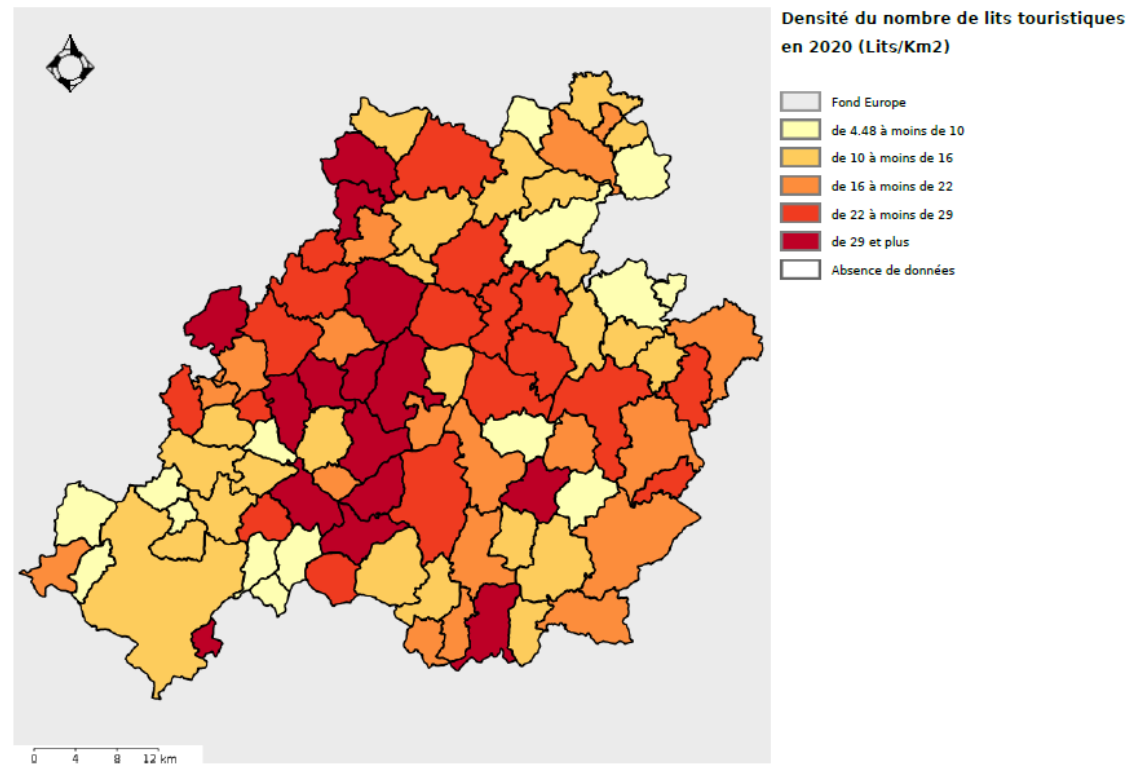 Densité du nombre de lits touristiques
en 2020 (Lits/Km2)
Fond Europe
de 4.48 à moins de 10
de 10 à moins de 16
de 16 à moins de 22
de 22 à moins de 29
de 29 et plus
Absence de données
0 4 8 12 km